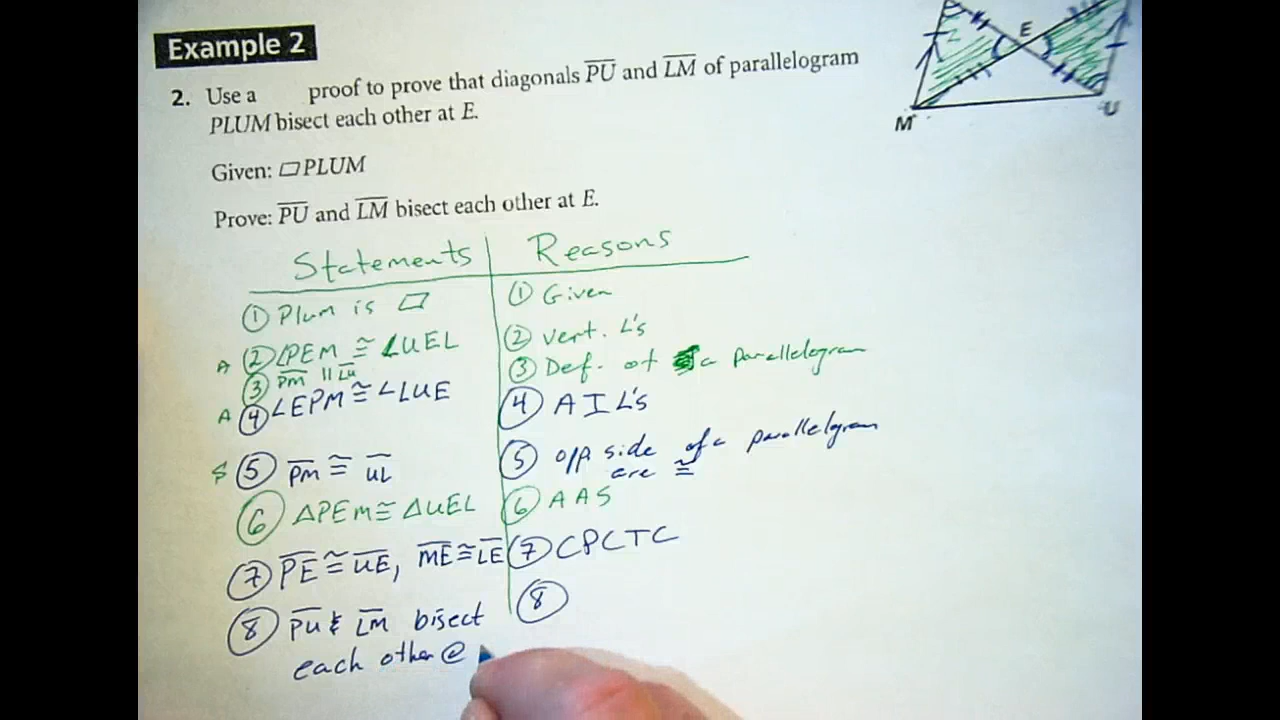 Example 2
E
2. Use a proof to prove that diagonals PU and LM of parallelogram
PLUM bisect each other at E.
M
U
Given: ▱PLUM
Prove: PU and LM bisect each other at E.
Statements Reasons
① Plum is ▱ ① Given
A ② ∠PEM ≅ ∠UEL ② Vert. ∠'s
③ PM || LU ③ Def. of a parallelogram
A ④ ∠EPM ≅ ∠LUE ④ A I ∠'s
S ⑤ PM ≅ UL ⑤ opp side of a parallelogram
are ≅
⑥ △PEM ≅ △UEL ⑥ AAS
⑦ PE ≅ UE, ME ≅ LE ⑦ CPCTC
⑧ PU & LM bisect ⑧
each other @